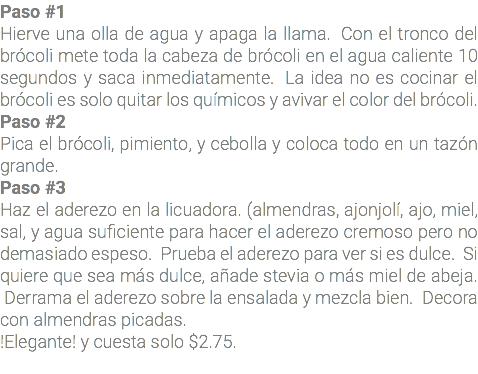 Paso #1
Hierve una olla de agua y apaga la llama.  Con el tronco del
brócoli mete toda la cabeza de brócoli en el agua caliente 10
segundos y saca inmediatamente.  La idea no es cocinar el
brócoli es solo quitar los químicos y avivar el color del brócoli.
Paso #2
Pica el brócoli, pimiento, y cebolla y coloca todo en un tazón
grande.
Paso #3
Haz el aderezo en la licuadora. (almendras, ajonjolí, ajo, miel,
sal, y agua suficiente para hacer el aderezo cremoso pero no
demasiado espeso.  Prueba el aderezo para ver si es dulce.  Si
quiere que sea más dulce, añade stevia o más miel de abeja.
Derrama el aderezo sobre la ensalada y mezcla bien.  Decora
con almendras picadas.
!Elegante! y cuesta solo $2.75.